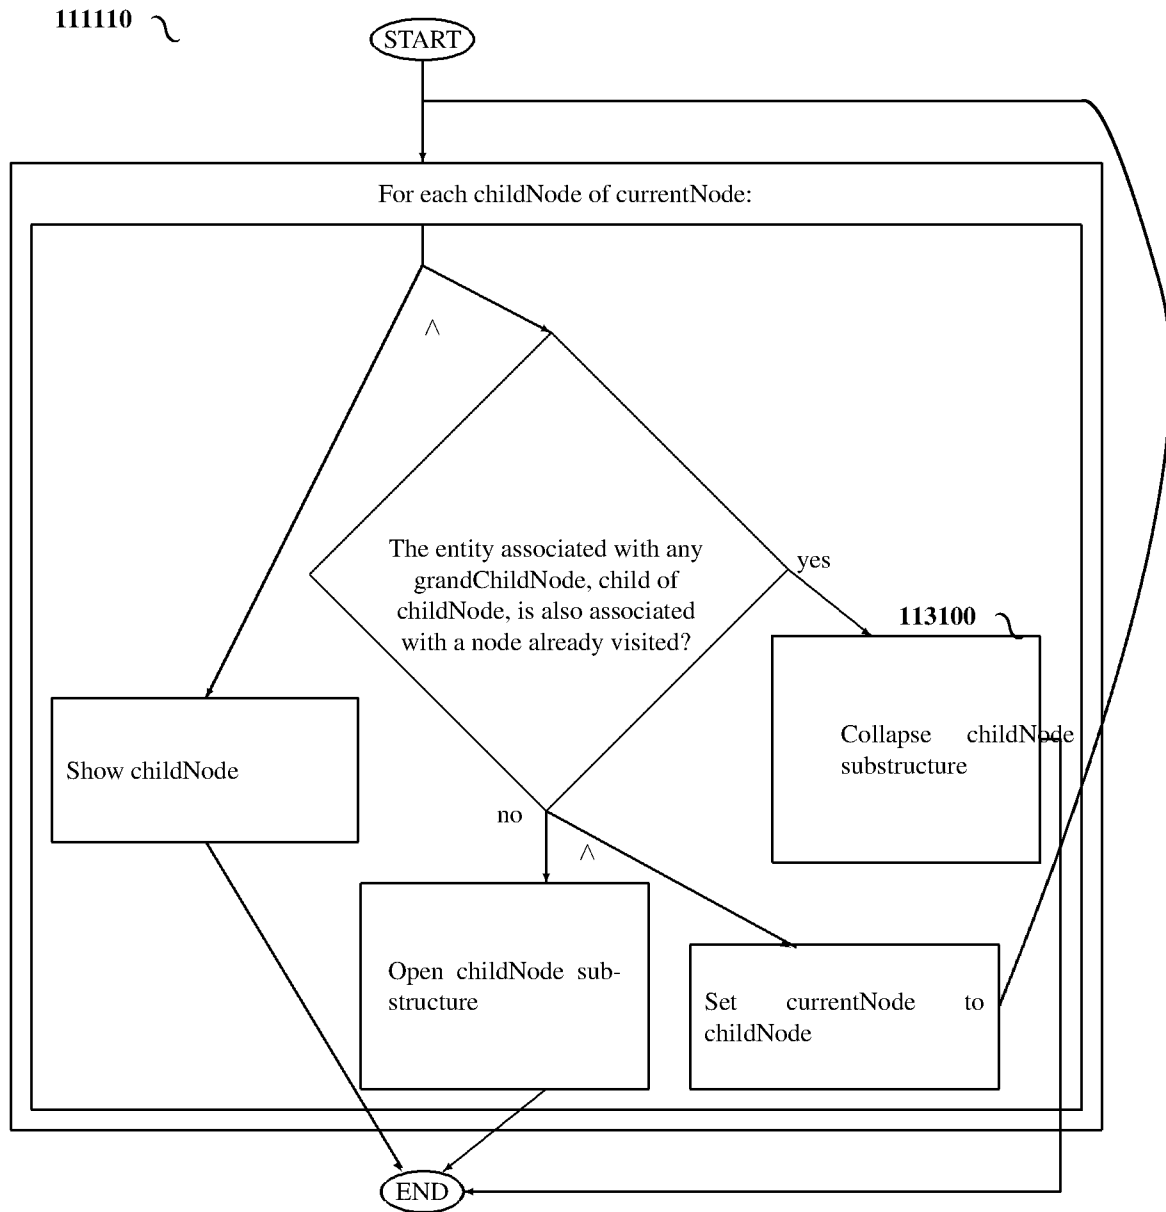 111110
START
For each childNode of currentNode:
^
The entity associated with any
grandChildNode, child of
childNode, is also associated
with a node already visited?
yes
113100
Collapse childNode
substructure
Show childNode
no
^
Open childNode sub-
structure
Set currentNode to
childNode
END